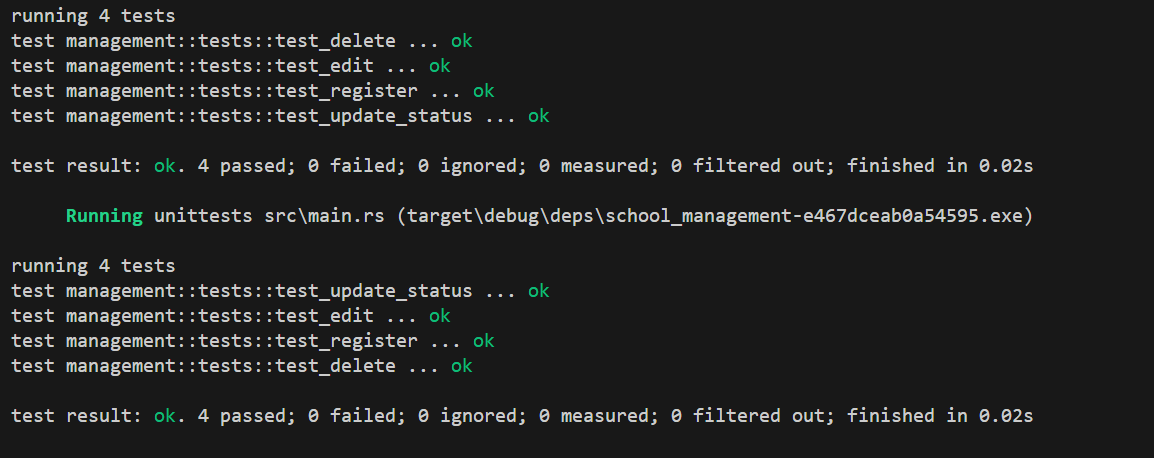 running 4 tests
test management::tests::test_delete ... ok
test management::tests::test_edit ... ok
test management::tests::test_register ... ok
test management::tests::test_update_status ... ok
test result: ok. 4 passed; 0 failed; 0 ignored; 0 measured; 0 filtered out; finished in 0.02s
Running unittests src\main.rs (target\debug\deps\school_management-e467dceab0a54595.exe)
running 4 tests
test management::tests::test_update_status ... ok
test management::tests::test_edit ... ok
test management::tests::test_register ... ok
test management::tests::test_delete ... ok
test result: ok. 4 passed; 0 failed; 0 ignored; 0 measured; 0 filtered out; finished in 0.02s